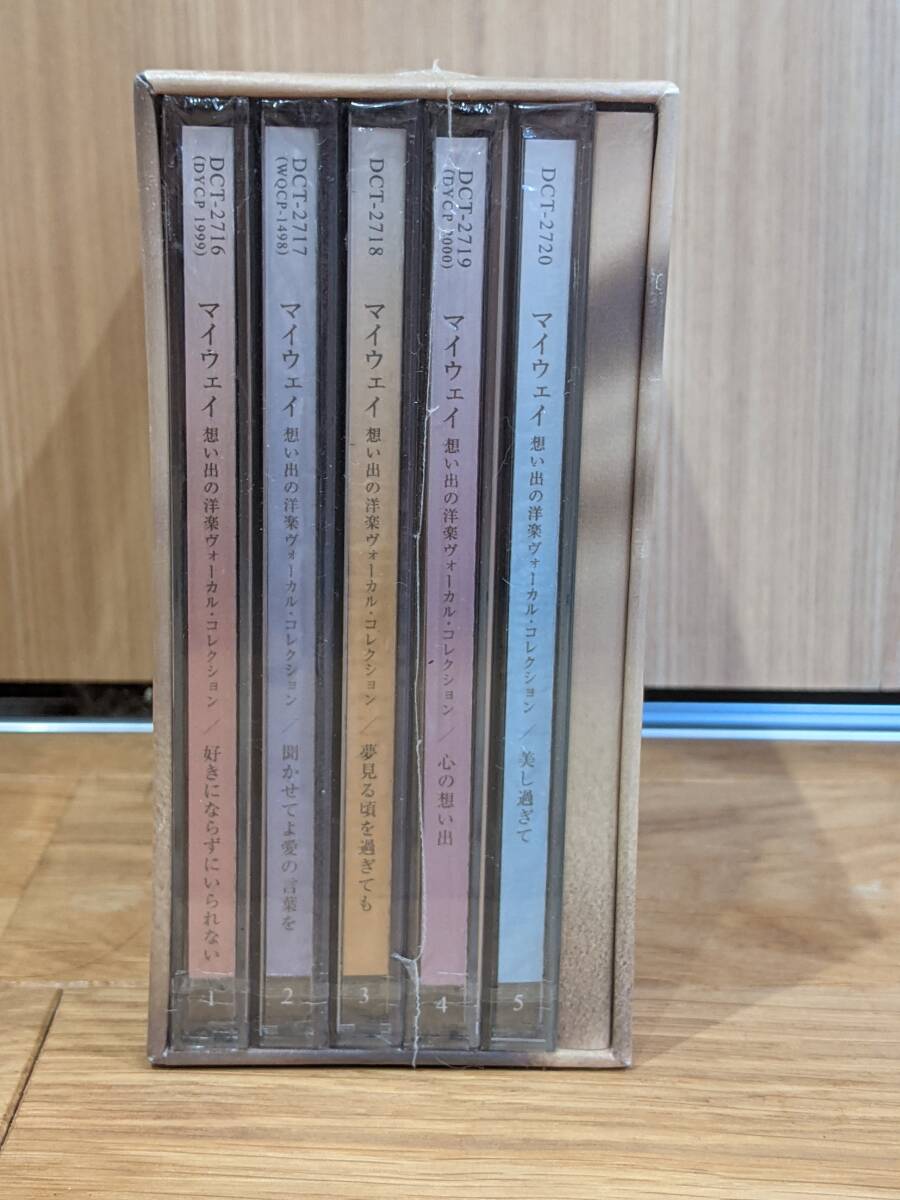 DCT-2716
(DYCP 1999)
マイウェイ 想い出の洋楽ヴォーカル・コレクション / 好きにならずにいられない
1
DCT-2717
(WQCP-1498)
マイウェイ 想い出の洋楽ヴォーカル・コレクション / 聞かせてよ愛の言葉を
2
DCT-2718
マイウェイ 想い出の洋楽ヴォーカル・コレクション / 夢見る頃を過ぎても
3
DCT-2719
(DYCP 2000)
マイウェイ 想い出の洋楽ヴォーカル・コレクション / 心の想い出
4
DCT-2720
マイウェイ 想い出の洋楽ヴォーカル・コレクション / 美し過ぎて
5